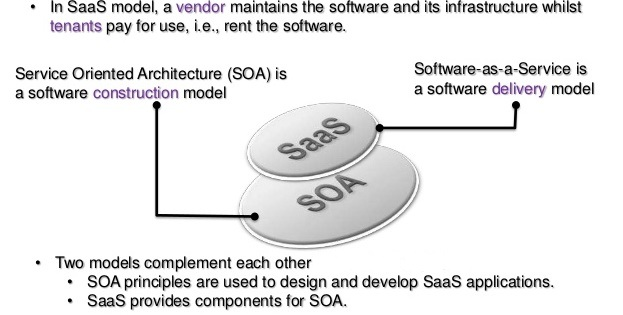 • In SaaS model, a vendor maintains the software and its infrastructure whilst
tenants pay for use, i.e., rent the software.
Service Oriented Architecture (SOA) is
a software construction model
Software-as-a-Service is
a software delivery model
SaaS
SOA
• Two models complement each other
• SOA principles are used to design and develop SaaS applications.
• SaaS provides components for SOA.